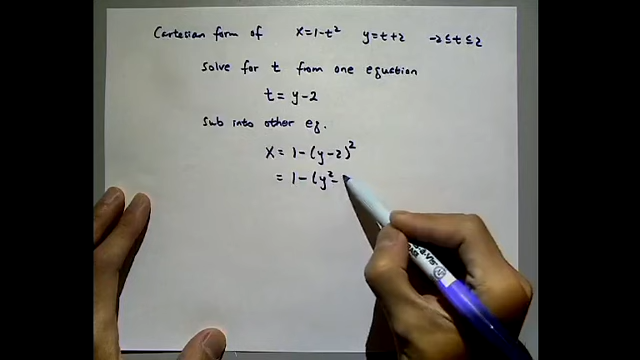 Cartesian form of x=1-t² y=t+2 -2≤t≤2
Solve for t from one equation
t= y-2
Sub into other eq.
x = 1-(y-2)²
= 1-(y²-